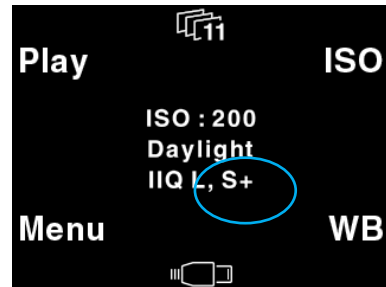 11
Play
ISO
ISO : 200
Daylight
IIQ L, S+
Menu
WB